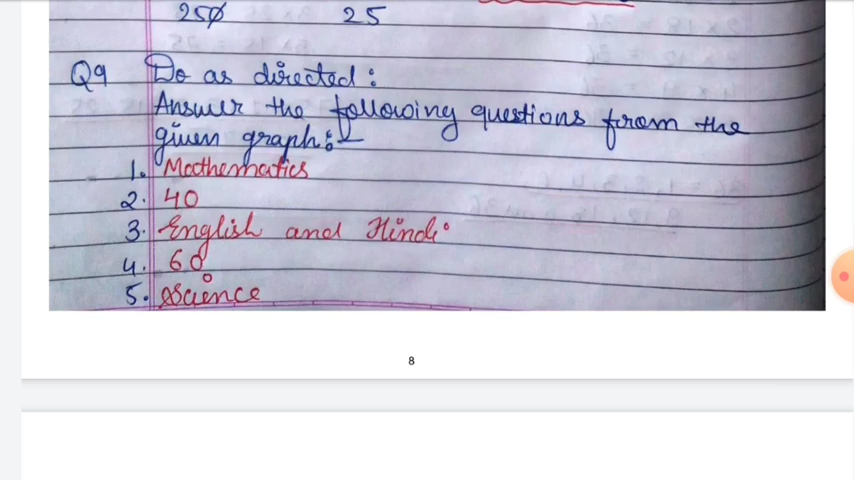 250 25
Q9 Do as directed:
Answer the following questions from the
given graph:-
1. Mathematics
2. 40
3. English and Hindi
4. 60
5. Science
8